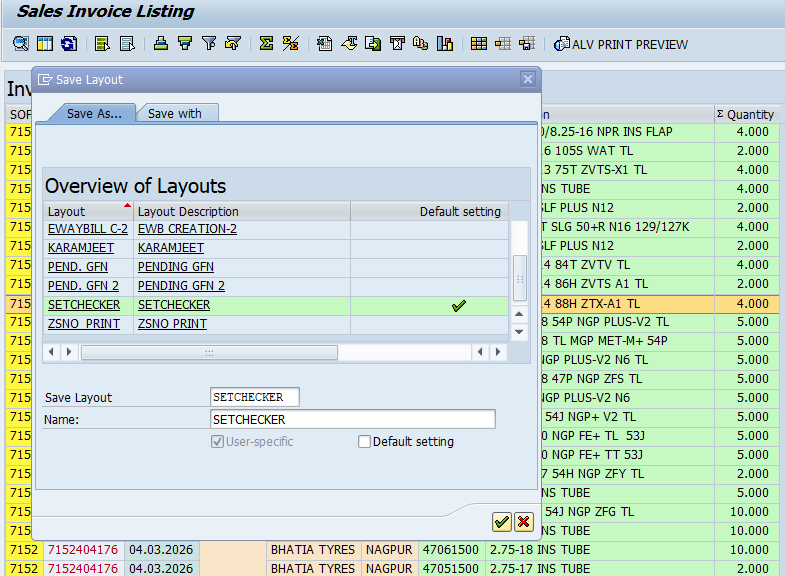 Sales Invoice Listing
ALV PRINT PREVIEW
Inv
Save Layout
Save As... Save with
Overview of Layouts
Layout Layout Description Default setting
EWAYBILL C-2 EWB CREATION-2
KARAMJEET KARAMJEET
PEND. GFN PENDING GFN
PEND. GFN 2 PENDING GFN 2
SETCHECKER SETCHECKER
ZSNO_PRINT ZSNO PRINT
Save Layout SETCHECKER
Name: SETCHECKER
User-specific Default setting
SOF n Σ Quantity
715 0/8.25-16 NPR INS FLAP 4.000
715 16 105S WAT TL 2.000
715 13 75T ZVTS-X1 TL 4.000
715 INS TUBE 4.000
715 SLF PLUS N12 2.000
715 T SLG 50+R N16 129/127K 4.000
715 SLF PLUS N12 2.000
715 14 84T ZVTV TL 4.000
715 14 86H ZVTS A1 TL 2.000
715 14 88H ZTX-A1 TL 4.000
715 8 54P NGP PLUS-V2 TL 5.000
715 8 TL MGP MET-M+ 54P 5.000
715 NGP PLUS-V2 N6 TL 5.000
715 8 47P NGP ZFS TL 5.000
715 NGP PLUS-V2 N6 5.000
715 54J NGP+ V2 TL 5.000
715 0 NGP FE+ TL 53J 5.000
715 0 NGP FE+ TT 53J 5.000
715 7 54H NGP ZFY TL 2.000
715 INS TUBE 5.000
715 54J NGP ZFG TL 10.000
715 INS TUBE 10.000
7152 7152404176 04.03.2026 BHATIA TYRES NAGPUR 47061500 2.75-18 INS TUBE 10.000
7152 7152404176 04.03.2026 BHATIA TYRES NAGPUR 47051500 2.75-17 INS TUBE 2.000